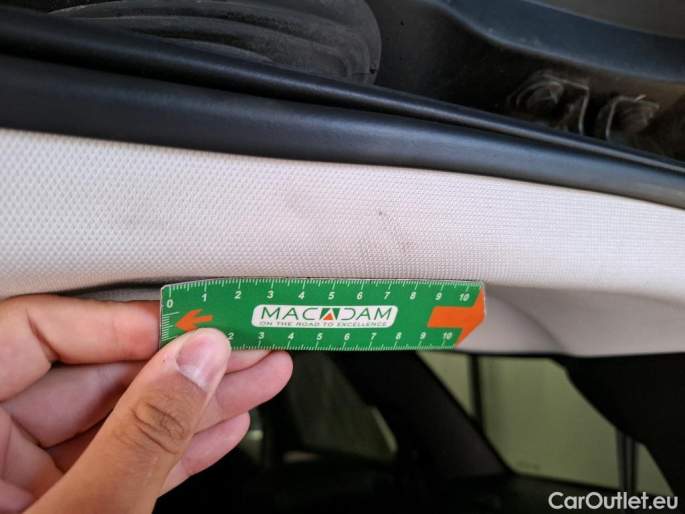 0 1 2 3 4 5 6 7 8 9 10
MACADAM
ON THE ROAD TO EXCELLENCE
2 3 4 5 6 7 8 9 10
CarOutlet.eu